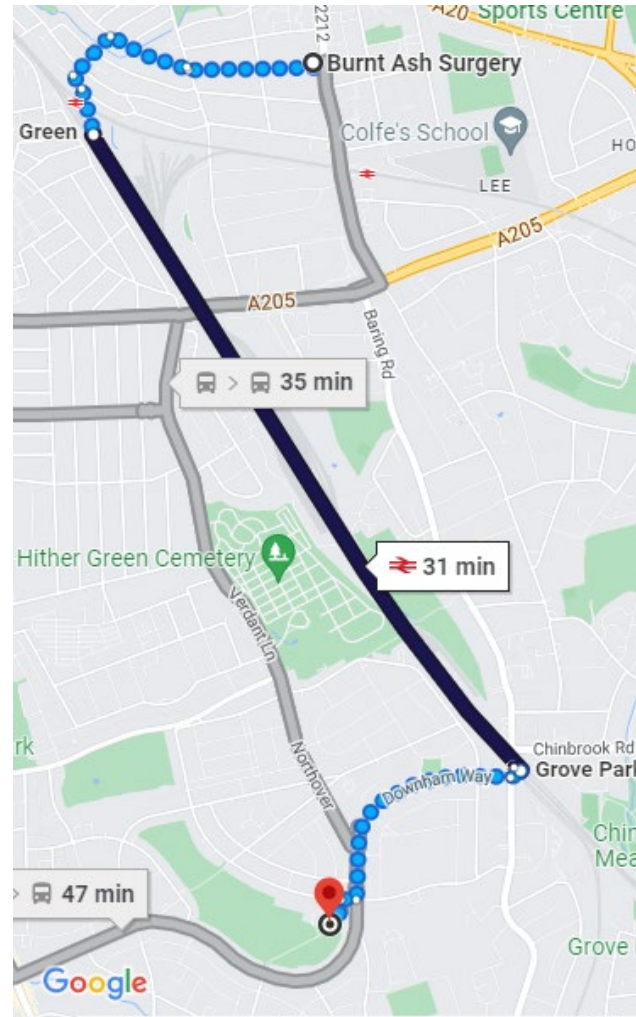 A20
Sports Centre
2212
Burnt Ash Surgery
Green
Colfe's School
HO
LEE
A205
A205
Baring Rd
35 min
Hither Green Cemetery
31 min
Verdant Ln
rk
Northover
Chinbrook Rd
Grove Park
Downham Way
Chin
Mea
47 min
Grove
Google